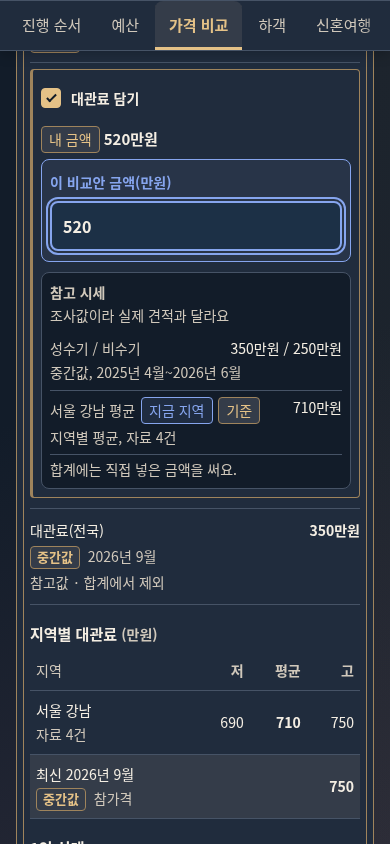 진행 순서 예산 가격 비교 하객 신혼여행
대관료 담기
내 금액 520만원
이 비교안 금액(만원)
520
참고 시세
조사값이라 실제 견적과 달라요
성수기 / 비수기 350만원 / 250만원
중간값, 2025년 4월~2026년 6월
서울 강남 평균 지금 지역 기준 710만원
지역별 평균, 자료 4건
합계에는 직접 넣은 금액을 써요.
대관료(전국) 350만원
중간값 2026년 9월
참고값 · 합계에서 제외
지역별 대관료 (만원)
지역 저 평균 고
서울 강남 690 710 750
자료 4건
최신 2026년 9월 750
중간값 참가격